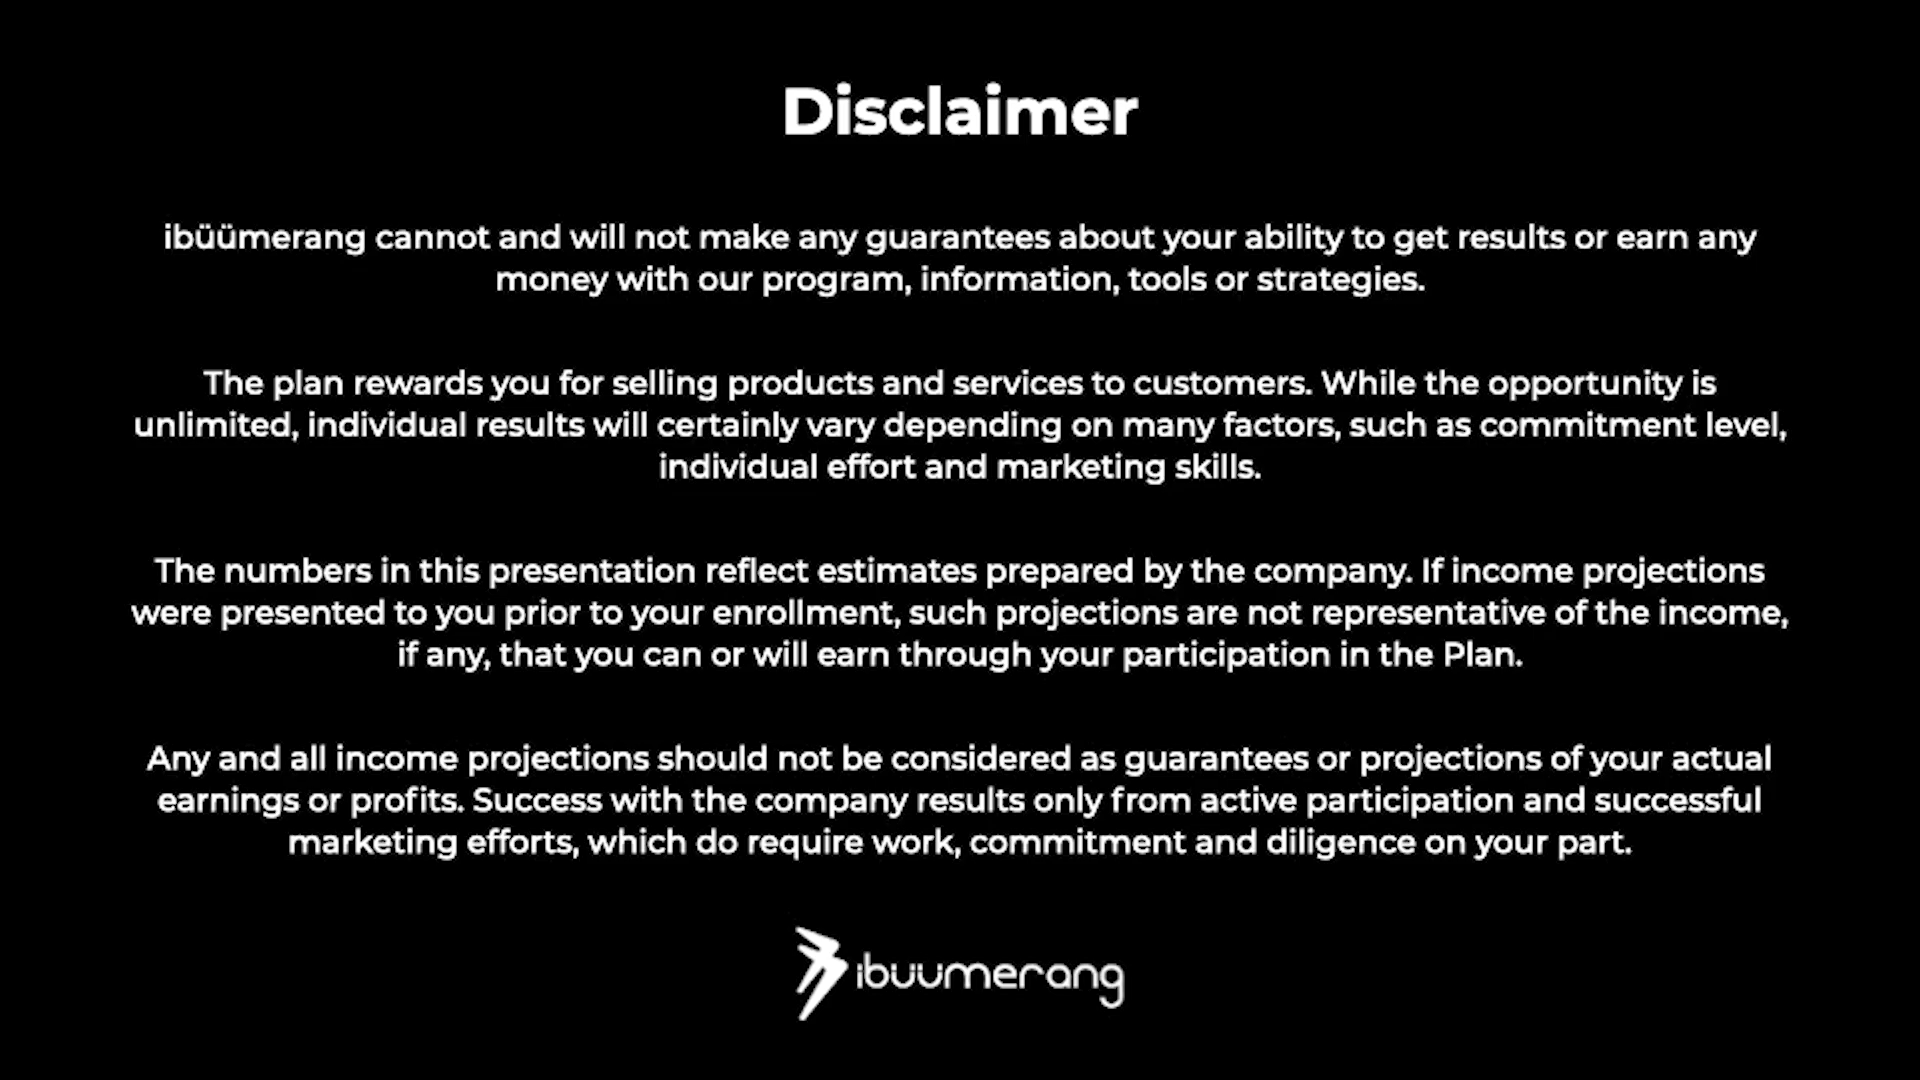 Disclaimer
ibüümerang cannot and will not make any guarantees about your ability to get results or earn any
money with our program, information, tools or strategies.
The plan rewards you for selling products and services to customers. While the opportunity is
unlimited, individual results will certainly vary depending on many factors, such as commitment level,
individual effort and marketing skills.
The numbers in this presentation reflect estimates prepared by the company. If income projections
were presented to you prior to your enrollment, such projections are not representative of the income,
if any, that you can or will earn through your participation in the Plan.
Any and all income projections should not be considered as guarantees or projections of your actual
earnings or profits. Success with the company results only from active participation and successful
marketing efforts, which do require work, commitment and diligence on your part.
ibuumerang